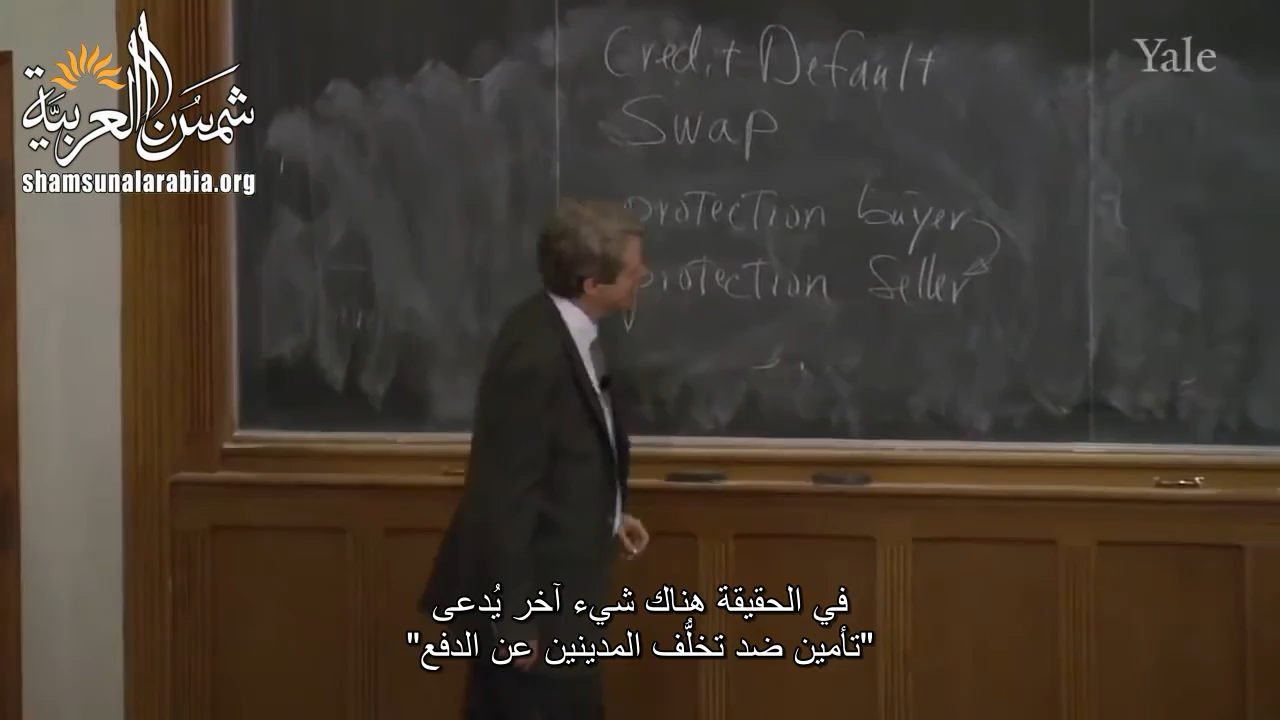 شمس العربية
shamsunalarabia.org
Yale
Credit Default
Swap
protection buyer
protection Seller
في الحقيقة هناك شيء آخر يُدعى
"تأمين ضد تخلُّف المدينين عن الدفع"